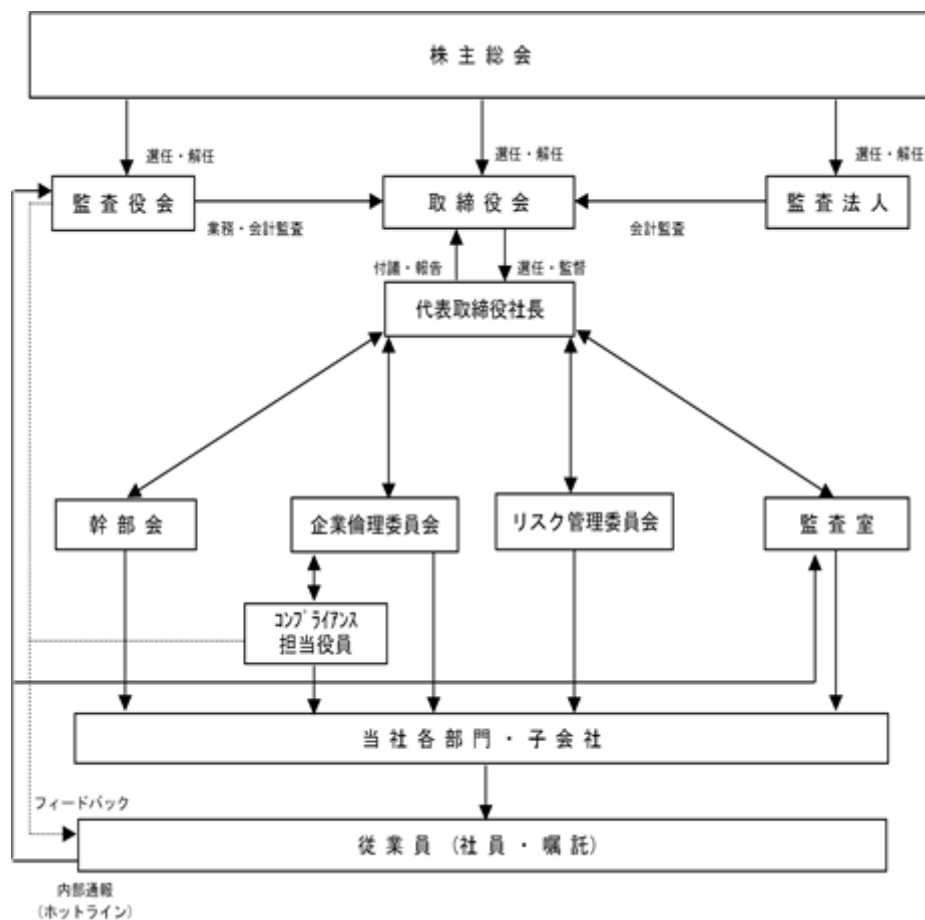 株主総会
選任・解任
選任・解任
選任・解任
監査役会
取締役会
監査法人
業務・会計監査
会計監査
付議・報告
選任・監督
代表取締役社長
幹部会
企業倫理委員会
リスク管理委員会
監査室
ｺﾝﾌﾟﾗｲｱﾝｽ
担当役員
当社各部門・子会社
フィードバック
従業員(社員・嘱託)
内部通報
(ホットライン)